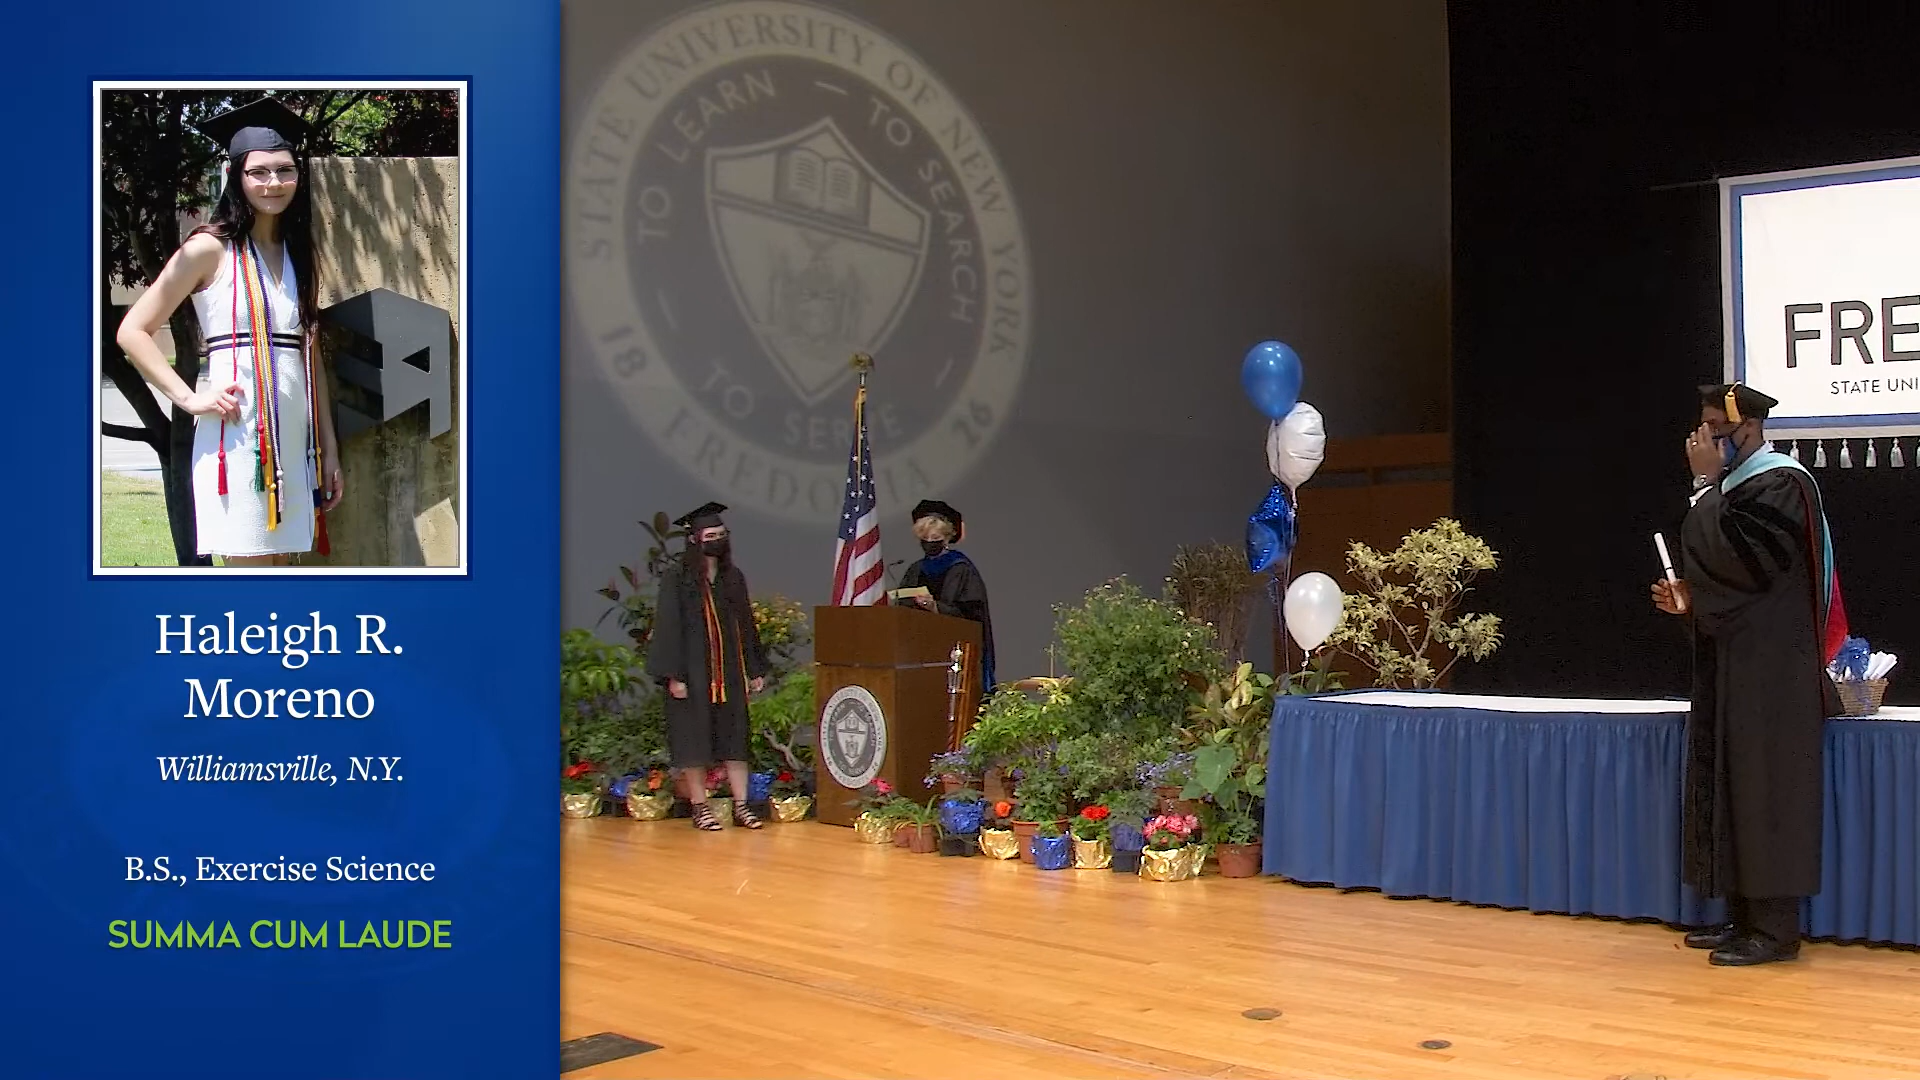 Haleigh R.
Moreno
Williamsville, N.Y.
B.S., Exercise Science
SUMMA CUM LAUDE
STATE UNIVERSITY OF NEW YORK
TO LEARN — TO SEARCH —
TO SERVE —
18 FREDONIA 26
FRE
STATE UNI